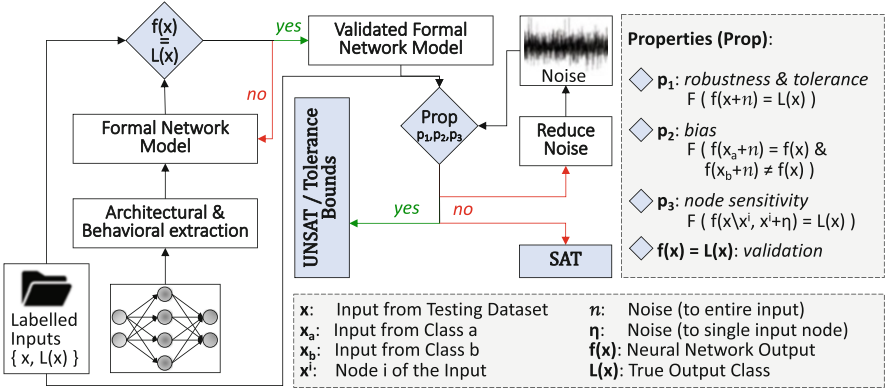 f(x)
=
L(x)
yes
no
Validated Formal
Network Model
Noise
Prop
p₁,p₂,p₃
Reduce
Noise
Formal Network
Model
UNSAT / Tolerance
Bounds
yes
no
SAT
Architectural &
Behavioral extraction
Labelled
Inputs
{ x, L(x) }
Properties (Prop):
p₁: robustness & tolerance
F ( f(x+n) = L(x) )
p₂: bias
F ( f(xₐ+n) = f(x) &
f(x_b+n) ≠ f(x) )
p₃: node sensitivity
F ( f(x\xⁱ, xⁱ+η) = L(x) )
f(x) = L(x): validation
x: Input from Testing Dataset
xₐ: Input from Class a
x_b: Input from Class b
xⁱ: Node i of the Input
n: Noise (to entire input)
η: Noise (to single input node)
f(x): Neural Network Output
L(x): True Output Class